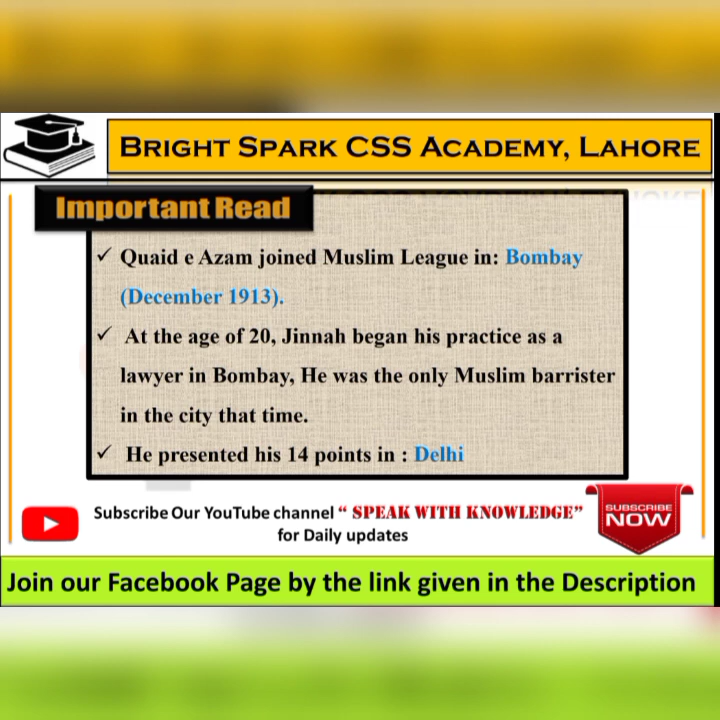 BRIGHT SPARK CSS ACADEMY, LAHORE
Important Read
✓ Quaid e Azam joined Muslim League in: Bombay
(December 1913).
✓ At the age of 20, Jinnah began his practice as a
lawyer in Bombay, He was the only Muslim barrister
in the city that time.
✓ He presented his 14 points in : Delhi
Subscribe Our YouTube channel “ SPEAK WITH KNOWLEDGE”
for Daily updates
SUBSCRIBE
NOW
Join our Facebook Page by the link given in the Description